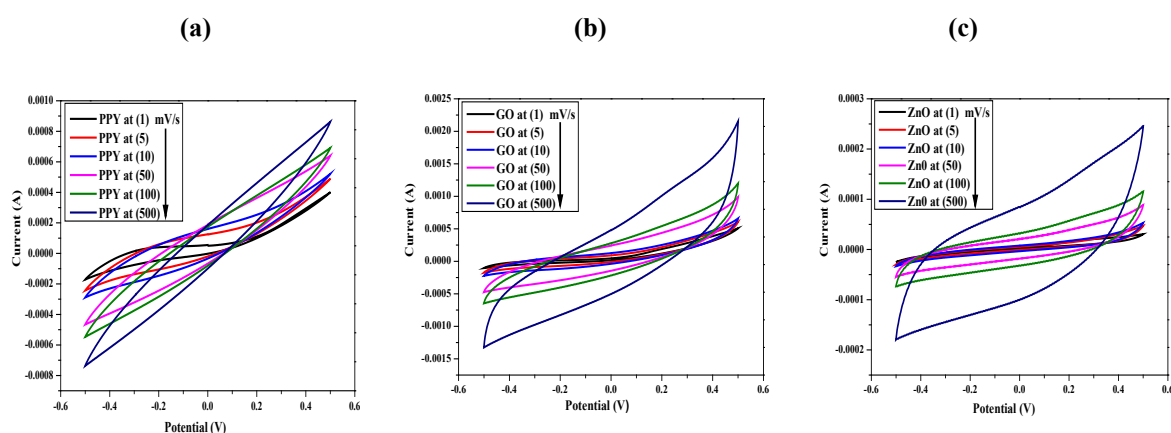 (a)
(b)
(c)
0.0010
0.0008
0.0006
0.0004
0.0002
0.0000
-0.0002
-0.0004
-0.0006
-0.0008
Current (A)
PPY at (1) mV/s
PPY at (5)
PPY at (10)
PPY at (50)
PPY at (100)
PPY at (500)
-0.6 -0.4 -0.2 0.0 0.2 0.4 0.6
Potential (V)
0.0025
0.0020
0.0015
0.0010
0.0005
0.0000
-0.0005
-0.0010
-0.0015
Current (A)
GO at (1) mV/s
GO at (5)
GO at (10)
GO at (50)
GO at (100)
GO at (500)
-0.6 -0.4 -0.2 0.0 0.2 0.4 0.6
Potential (V)
0.0003
0.0002
0.0001
0.0000
-0.0001
-0.0002
Current (A)
ZnO at (1) mV/s
ZnO at (5)
ZnO at (10)
Zn0 at (50)
ZnO at (100)
Zn0 at (500)
-0.6 -0.4 -0.2 0.0 0.2 0.4 0.6
Potential (V)